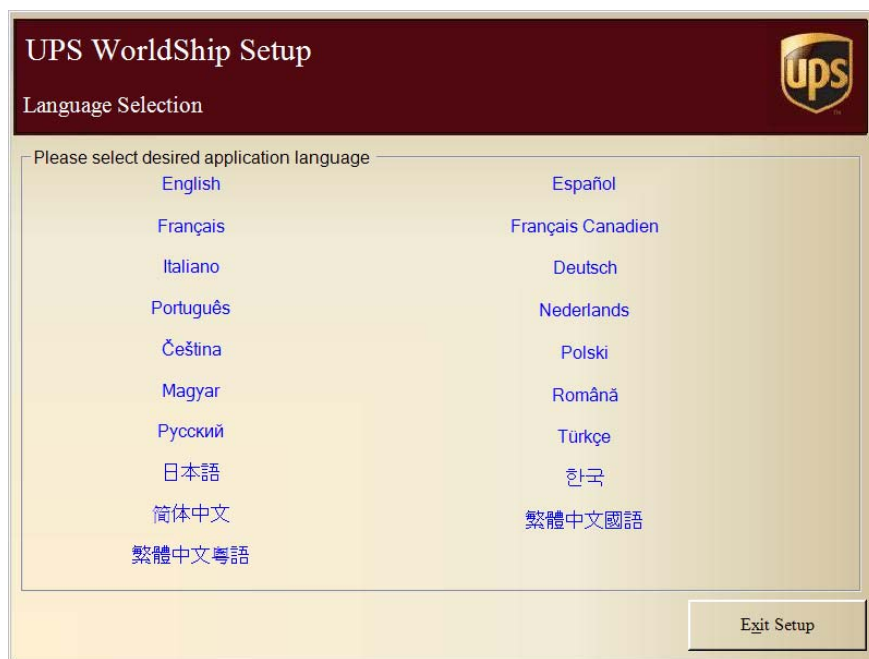 UPS WorldShip Setup
ups
Language Selection
Please select desired application language
English Español
Français Français Canadien
Italiano Deutsch
Português Nederlands
Čeština Polski
Magyar Română
Русский Türkçe
日本語 한국
简体中文 繁體中文國語
繁體中文粵語
Exit Setup